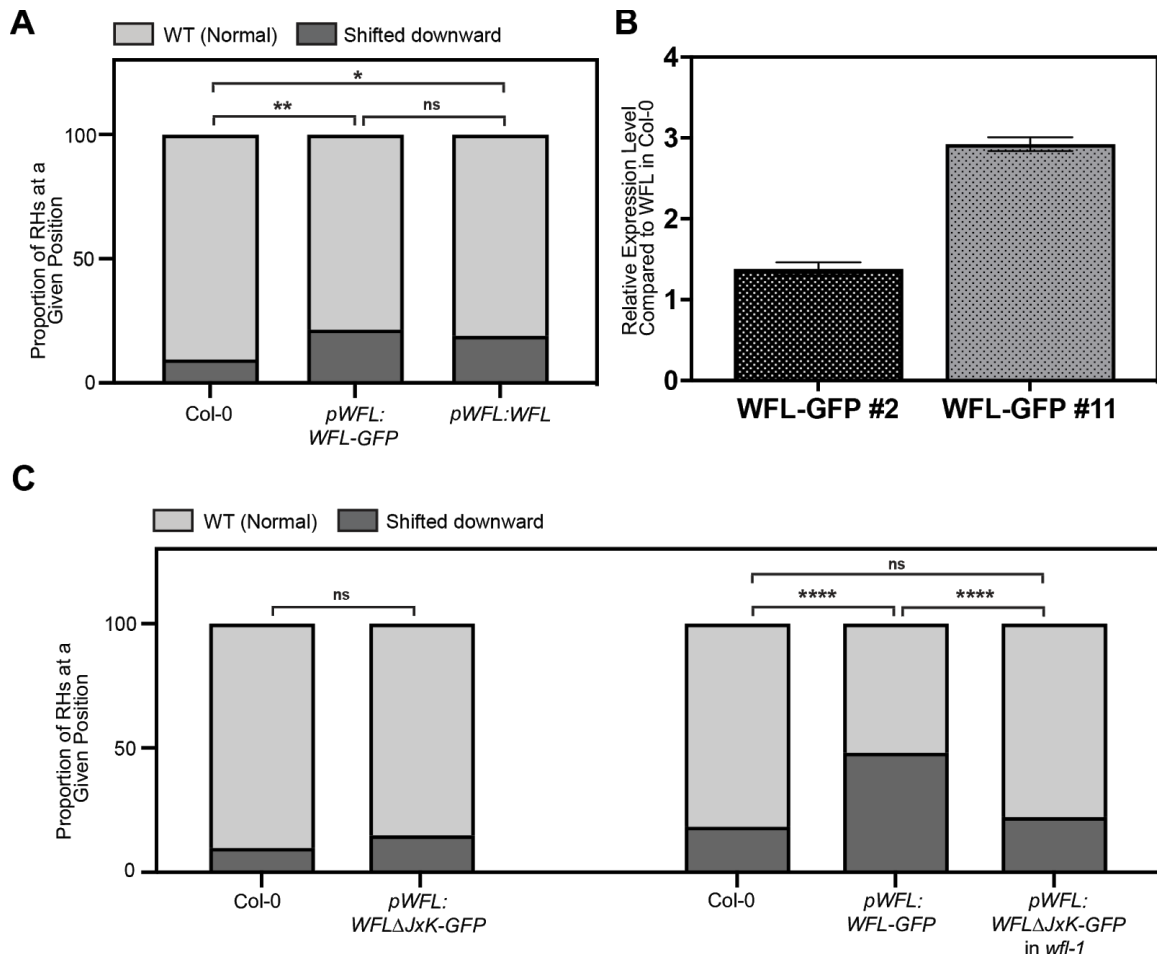 A
WT (Normal)
Shifted downward
*
**
ns
Proportion of RHs at a
Given Position
100
50
0
Col-0
pWFL:
WFL-GFP
pWFL:WFL
B
Relative Expression Level
Compared to WFL in Col-0
4
3
2
1
0
WFL-GFP #2
WFL-GFP #11
C
WT (Normal)
Shifted downward
ns
ns
****
****
Proportion of RHs at a
Given Position
100
50
0
Col-0
pWFL:
WFLΔJxK-GFP
Col-0
pWFL:
WFL-GFP
pWFL:
WFLΔJxK-GFP
in wfl-1